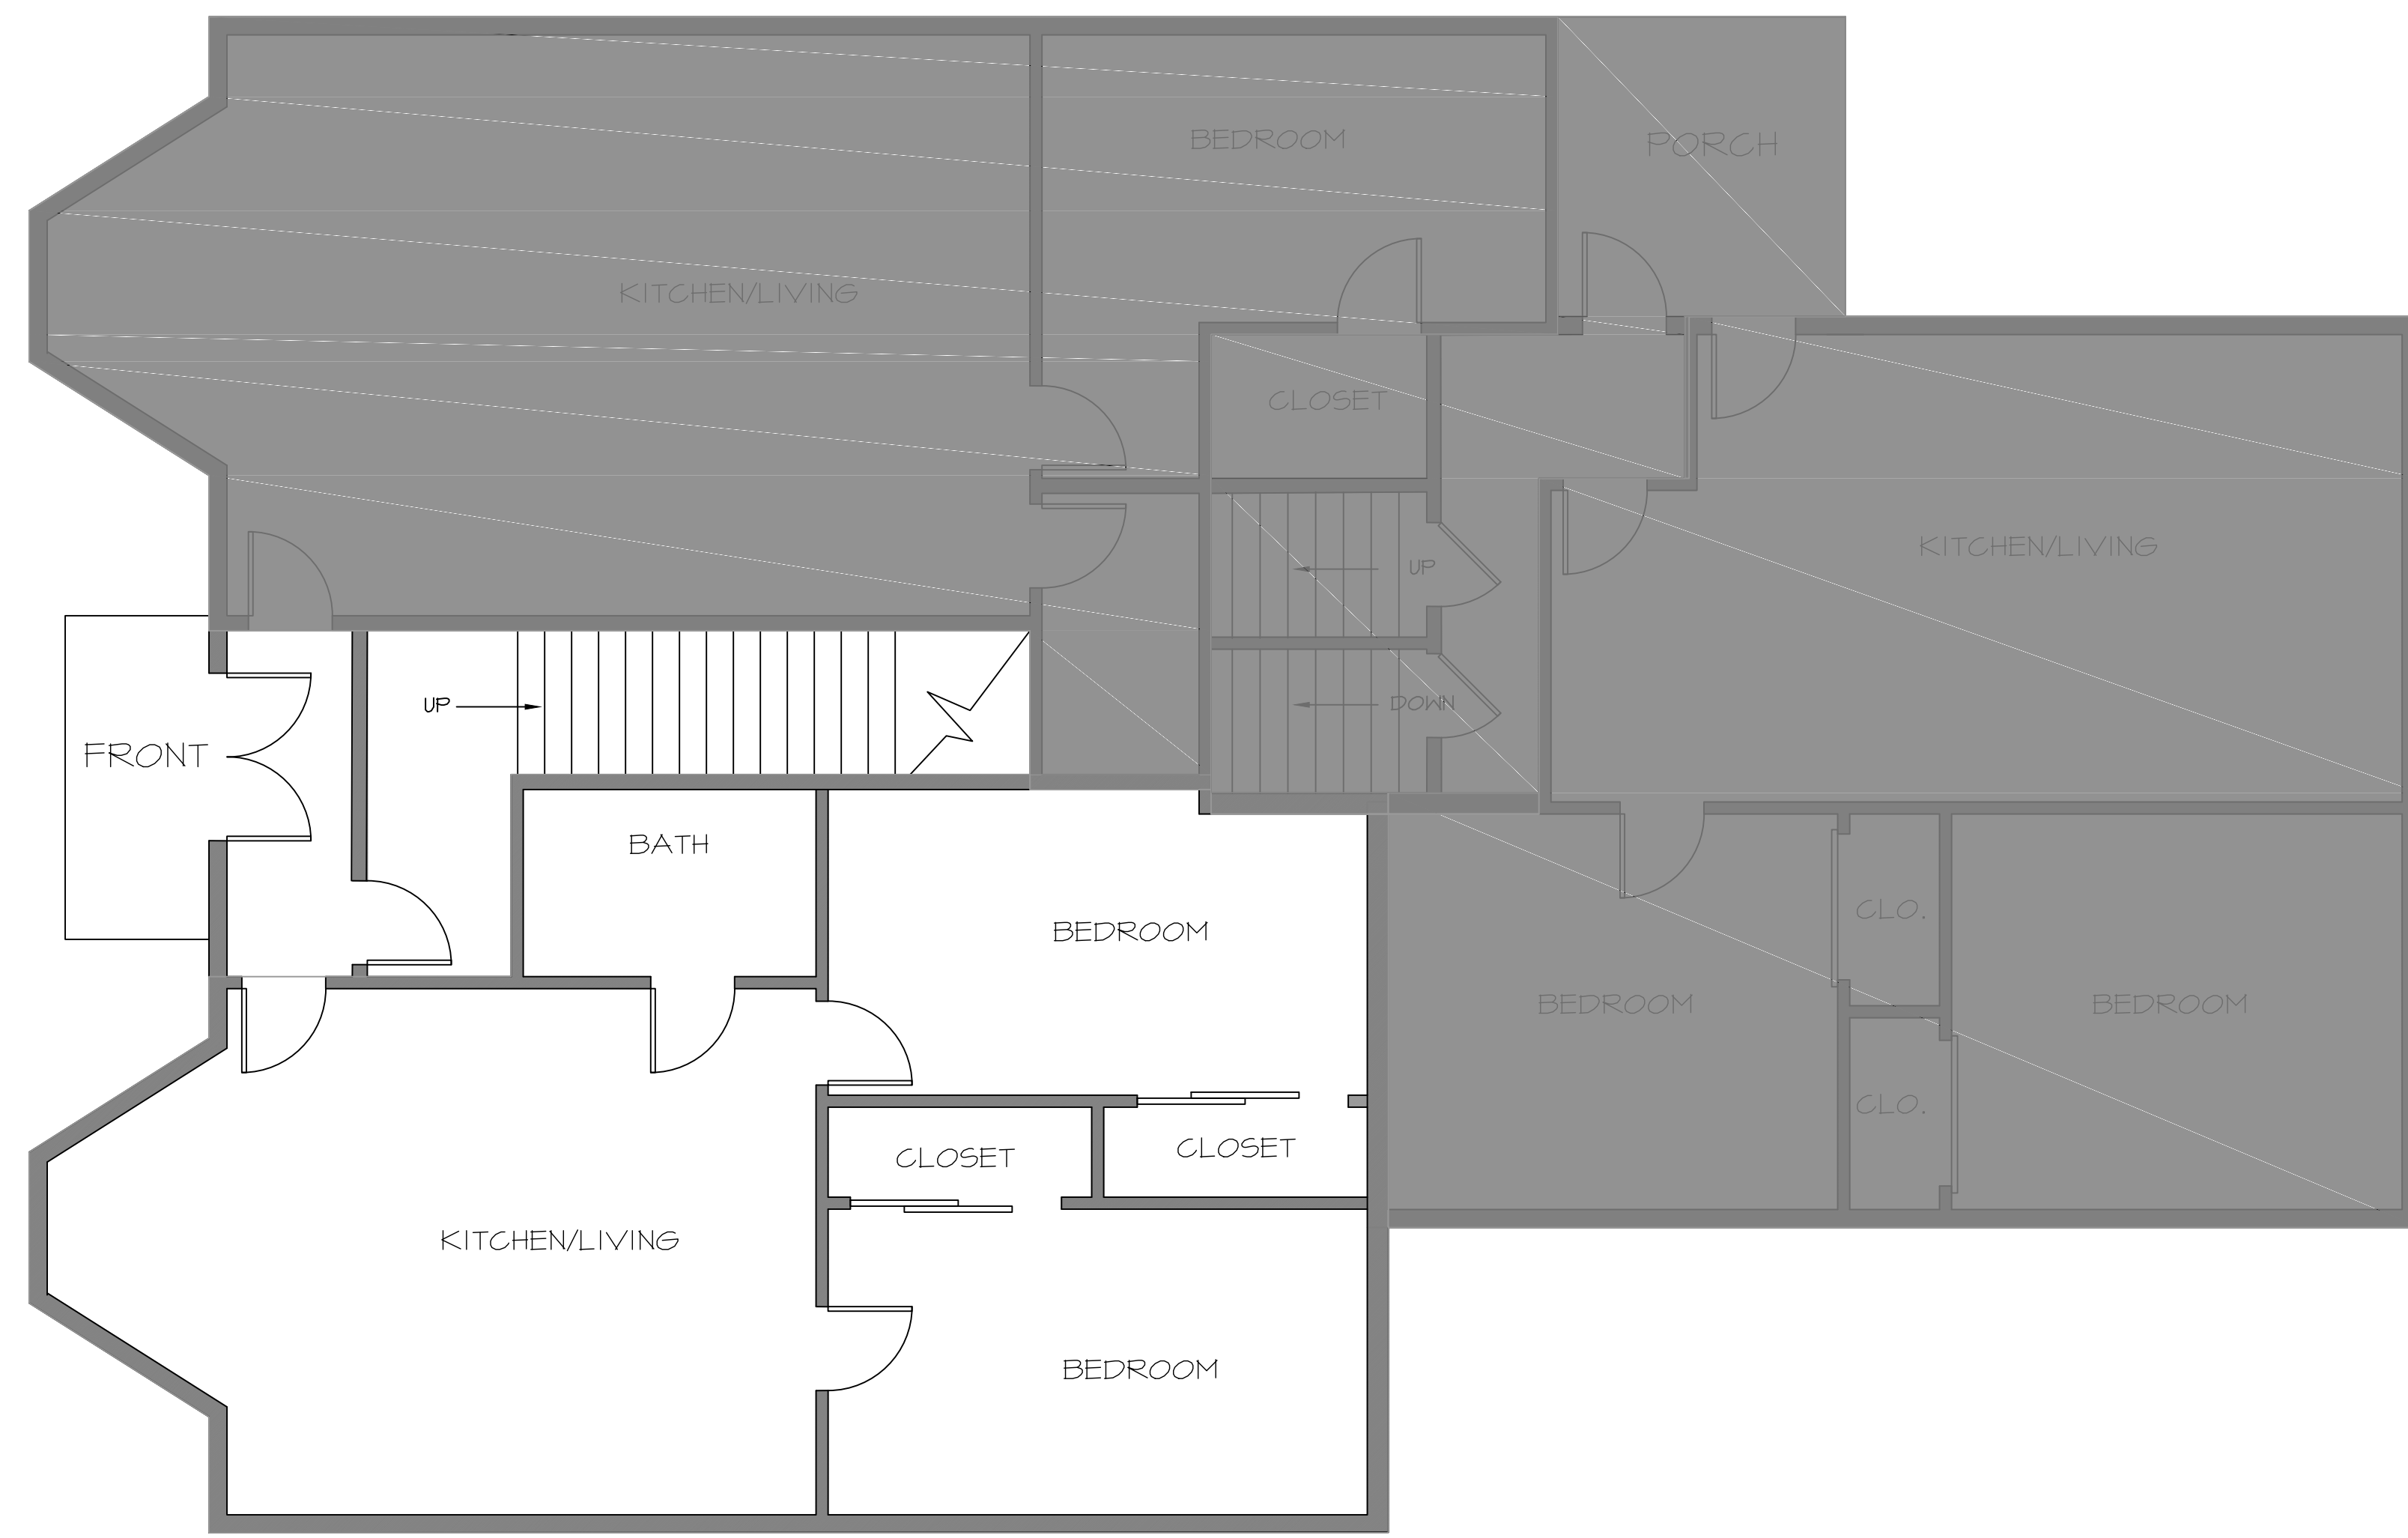 BEDROOM
PORCH
KITCHEN/LIVING
CLOSET
KITCHEN/LIVING
UP
UP
DOWN
FRONT
BATH
CLO.
BEDROOM
BEDROOM
BEDROOM
CLO.
CLOSET
CLOSET
KITCHEN/LIVING
BEDROOM